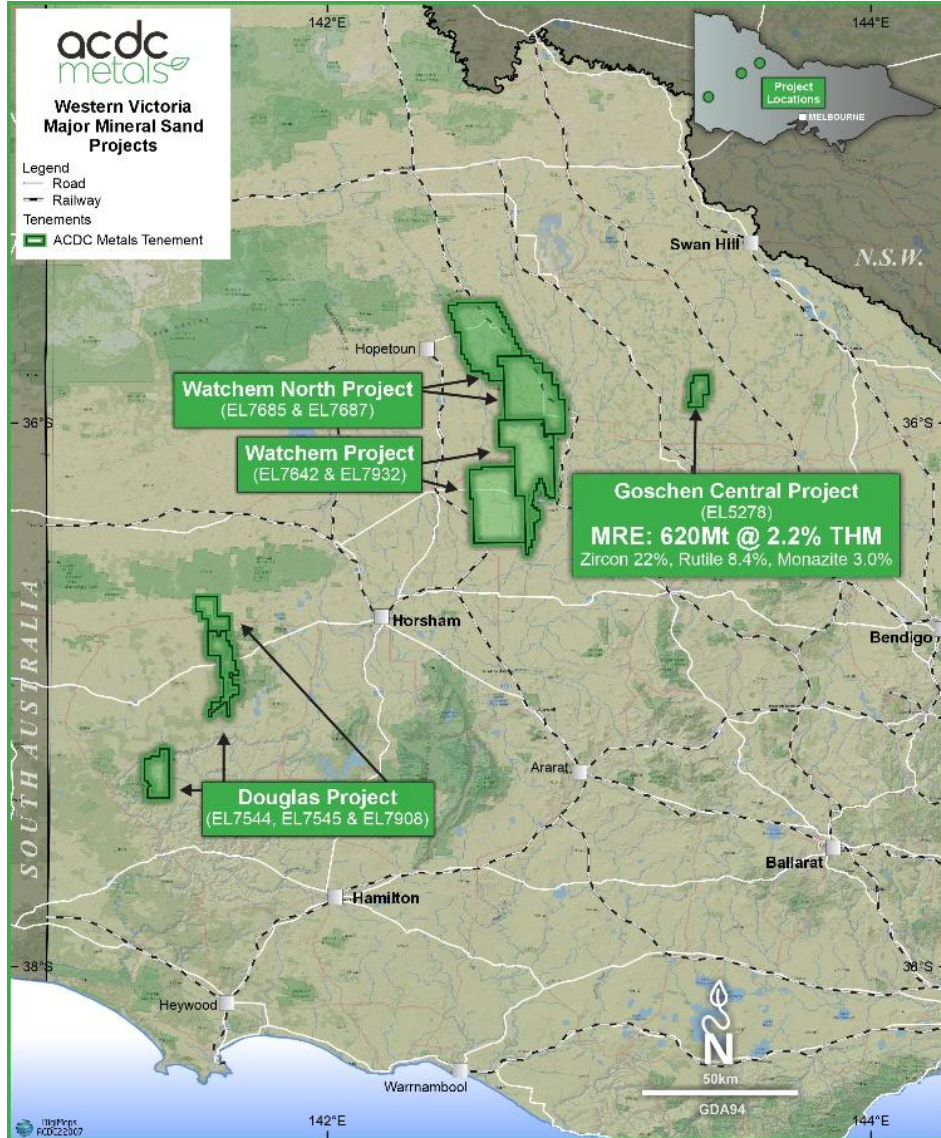 acdc
metals
Western Victoria
Major Mineral Sand
Projects
Legend
Road
Railway
Tenements
ACDC Metals Tenement
142°E
144°E
Project
Locations
MELBOURNE
Swan Hill
N.S.W.
Hopetoun
Watchem North Project
(EL7685 & EL7687)
36°S
36°S
Watchem Project
(EL7642 & EL7932)
Goschen Central Project
(EL5278)
MRE: 620Mt @ 2.2% THM
Zircon 22%, Rutile 8.4%, Monazite 3.0%
SOUTH AUSTRALIA
Horsham
Bendigo
Ararat
Douglas Project
(EL7544, EL7545 & EL7908)
Ballarat
Hamilton
38°S
38°S
Heywood
N
50km
GDA94
Warrnambool
DigiMaps
ACDC22007
142°E
144°E